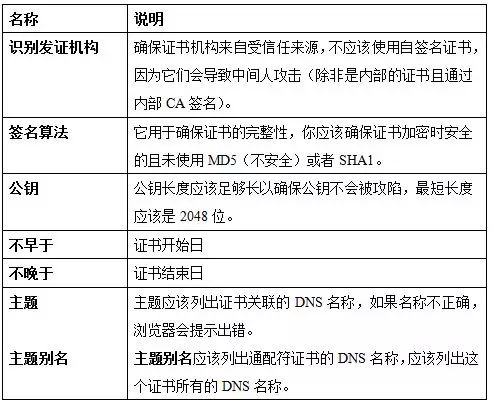 名称 说明
识别发证机构 确保证书机构来自受信任来源，不应该使用自签名证书，
因为它们会导致中间人攻击（除非是内部的证书且通过
内部 CA 签名）。
签名算法 它用于确保证书的完整性，你应该确保证书加密时安全
的且未使用 MD5（不安全）或者 SHA1。
公钥 公钥长度应该足够长以确保公钥不会被攻陷，最短长度
应该是 2048 位。
不早于 证书开始日
不晚于 证书结束日
主题 主题应该列出证书关联的 DNS 名称，如果名称不正确，
浏览器会提示出错。
主题别名 主题别名应该列出通配符证书的 DNS 名称，应该列出这
个证书所有的 DNS 名称。